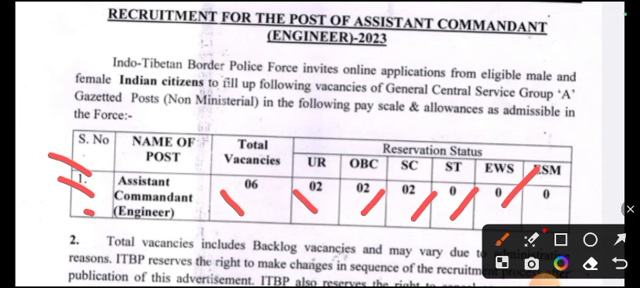 RECRUITMENT FOR THE POST OF ASSISTANT COMMANDANT
(ENGINEER)-2023
Indo-Tibetan Border Police Force invites online applications from eligible male and
female Indian citizens to fill up following vacancies of General Central Service Group 'A'
Gazetted Posts (Non Ministerial) in the following pay scale & allowances as admissible in
the Force:-
S. No NAME OF POST Total Vacancies Reservation Status
UR OBC SC ST EWS ESM
1. Assistant Commandant (Engineer) 06 02 02 02 0 0 0
2. Total vacancies includes Backlog vacancies and may vary due to
reasons. ITBP reserves the right to make changes in sequence of the recruitment
publication of this advertisement. ITBP also reserves the right to